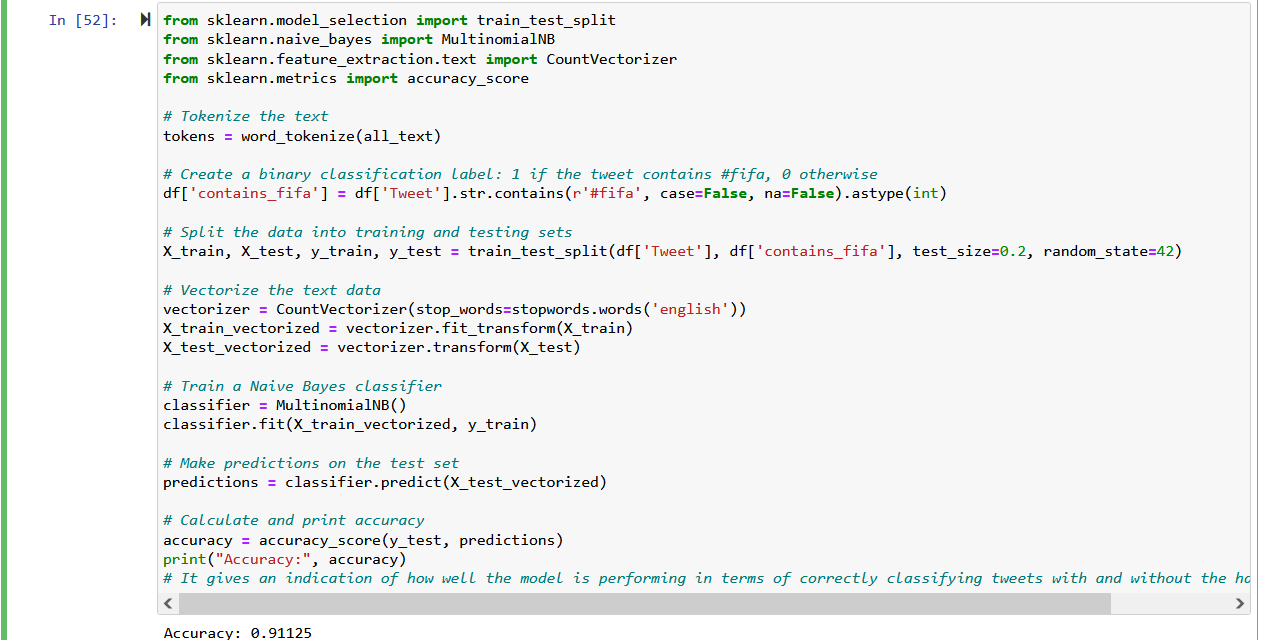 In [52]:
from sklearn.model_selection import train_test_split
from sklearn.naive_bayes import MultinomialNB
from sklearn.feature_extraction.text import CountVectorizer
from sklearn.metrics import accuracy_score
# Tokenize the text
tokens = word_tokenize(all_text)
# Create a binary classification label: 1 if the tweet contains #fifa, 0 otherwise
df['contains_fifa'] = df['Tweet'].str.contains(r'#fifa', case=False, na=False).astype(int)
# Split the data into training and testing sets
X_train, X_test, y_train, y_test = train_test_split(df['Tweet'], df['contains_fifa'], test_size=0.2, random_state=42)
# Vectorize the text data
vectorizer = CountVectorizer(stop_words=stopwords.words('english'))
X_train_vectorized = vectorizer.fit_transform(X_train)
X_test_vectorized = vectorizer.transform(X_test)
# Train a Naive Bayes classifier
classifier = MultinomialNB()
classifier.fit(X_train_vectorized, y_train)
# Make predictions on the test set
predictions = classifier.predict(X_test_vectorized)
# Calculate and print accuracy
accuracy = accuracy_score(y_test, predictions)
print("Accuracy:", accuracy)
# It gives an indication of how well the model is performing in terms of correctly classifying tweets with and without the
Accuracy: 0.91125